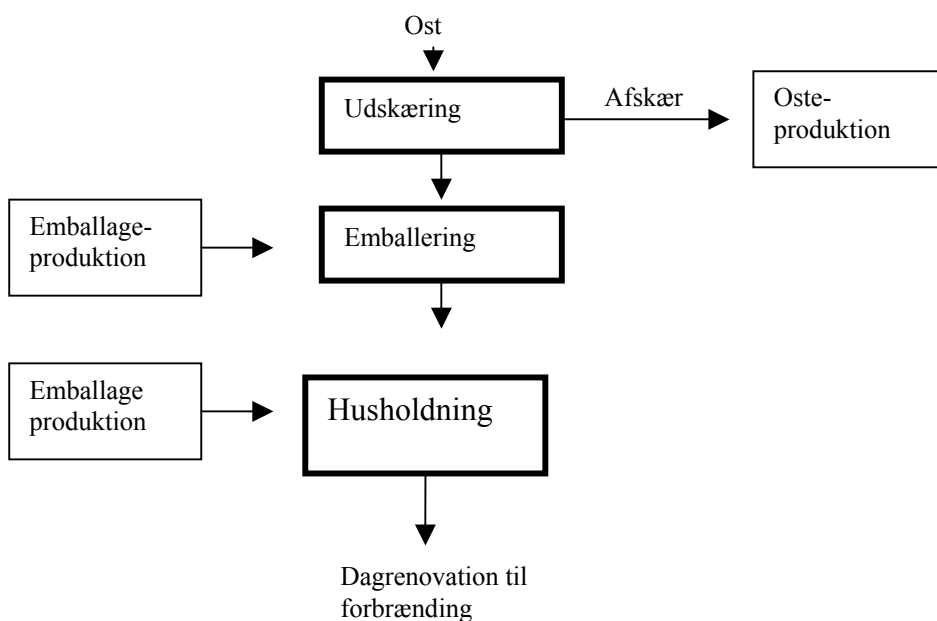 Ost
Udskæring
Afskær
Oste-
produktion
Emballage-
produktion
Emballering
Emballage
produktion
Husholdning
Dagrenovation til
forbrænding